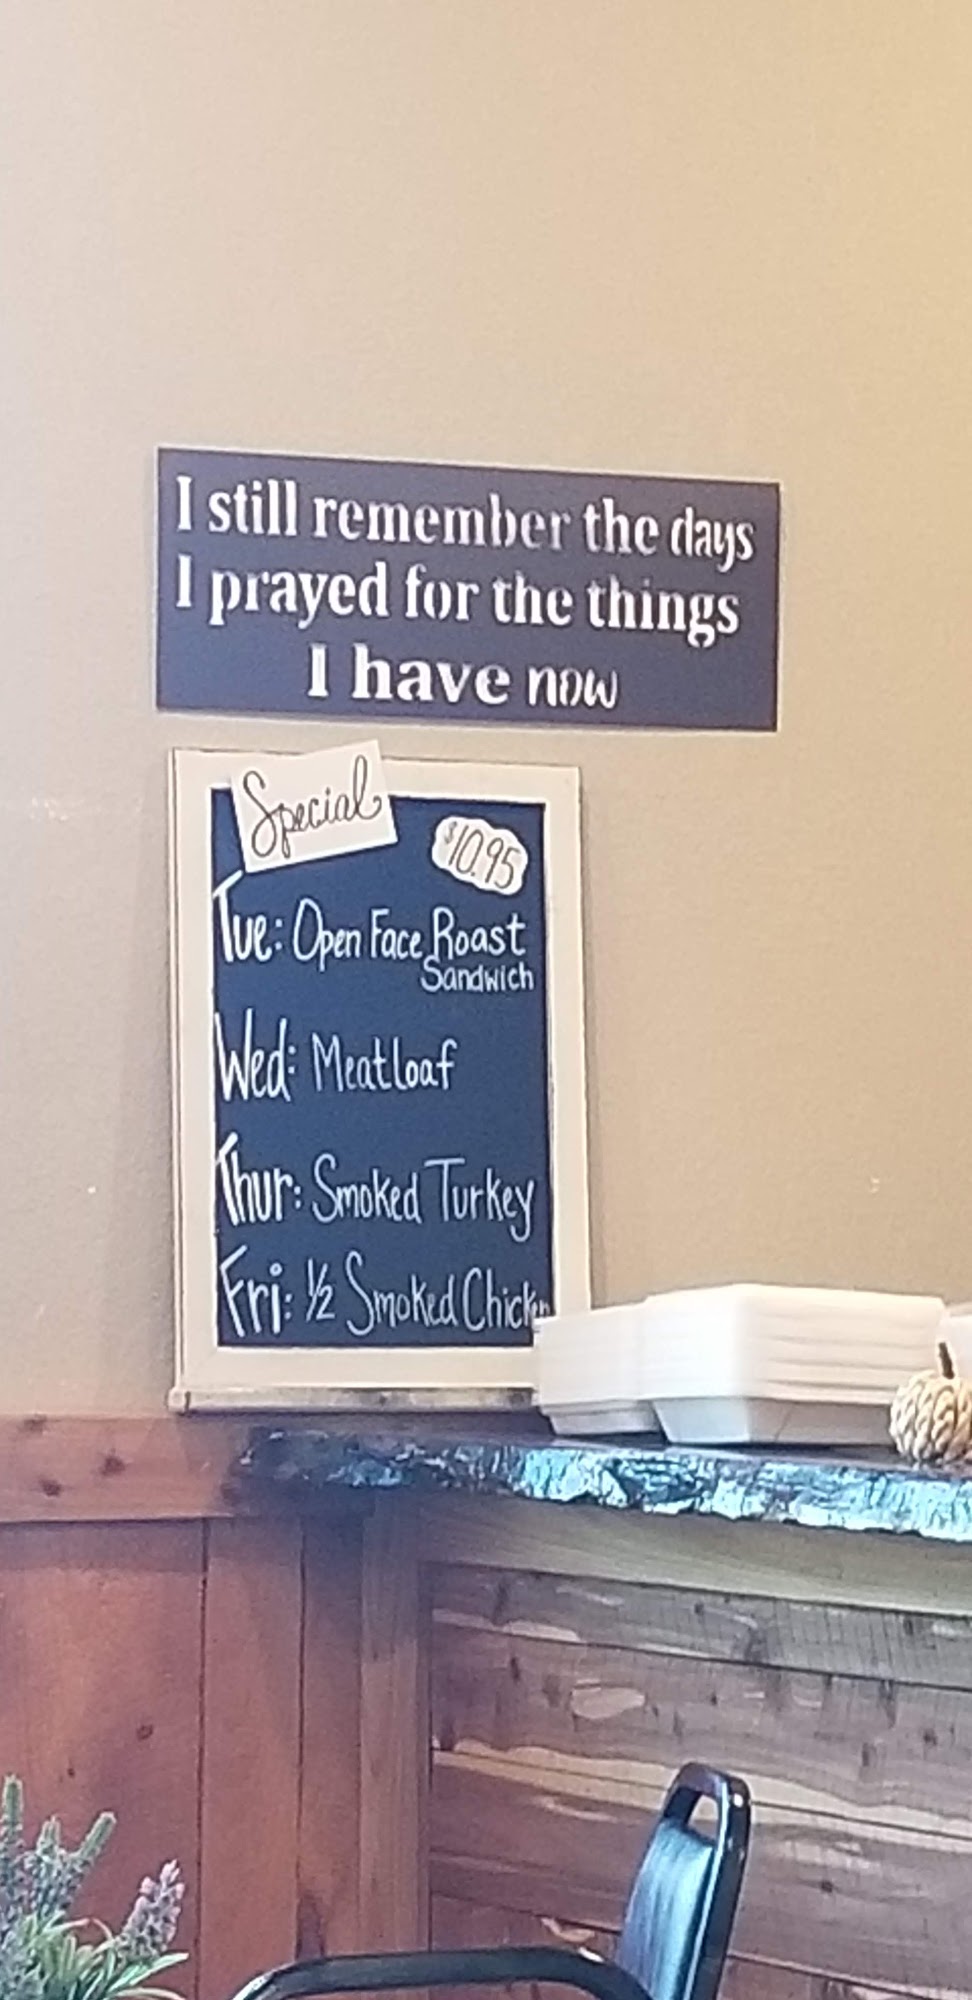 I still remember the days
I prayed for the things
I have now
Special
$10.95
Tue: Open Face Roast
Sandwich
Wed: Meatloaf
Thur: Smoked Turkey
Fri: ½ Smoked Chicken